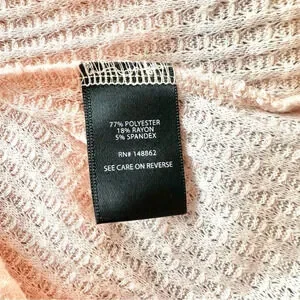 77% POLYESTER
18% RAYON
5% SPANDEX
RN# 148862
SEE CARE ON REVERSE